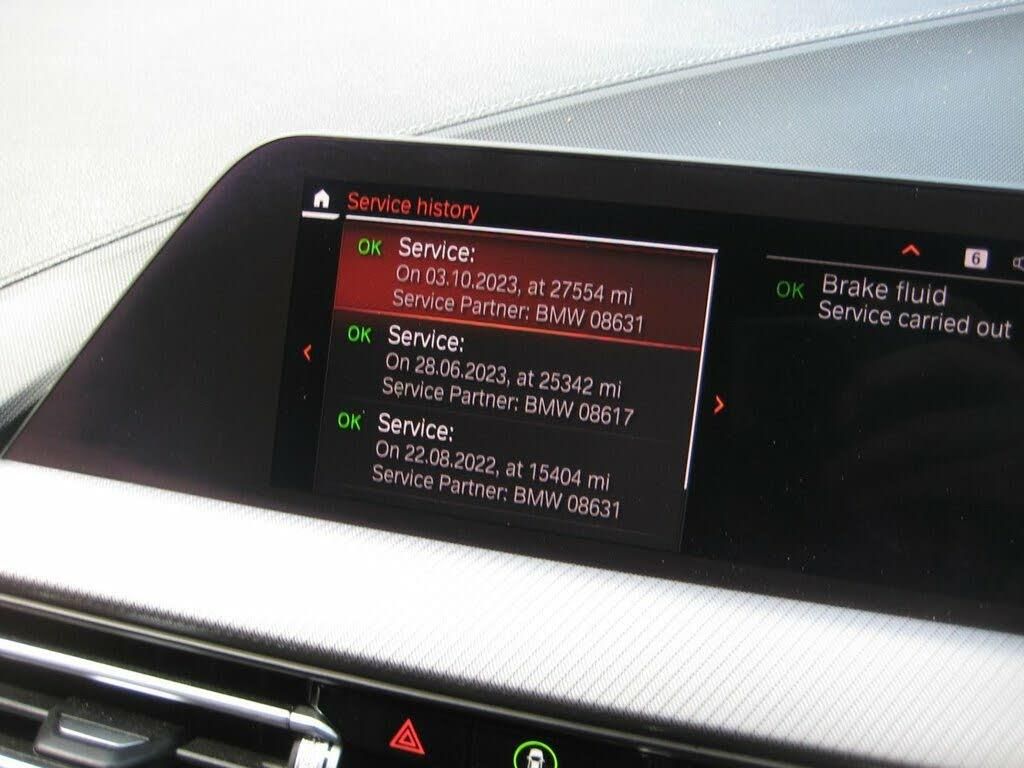 Service history
OK Service:
On 03.10.2023, at 27554 mi
Service Partner: BMW 08631
OK Service:
On 28.06.2023, at 25342 mi
Service Partner: BMW 08617
OK Service:
On 22.08.2022, at 15404 mi
Service Partner: BMW 08631
6
OK Brake fluid
Service carried out